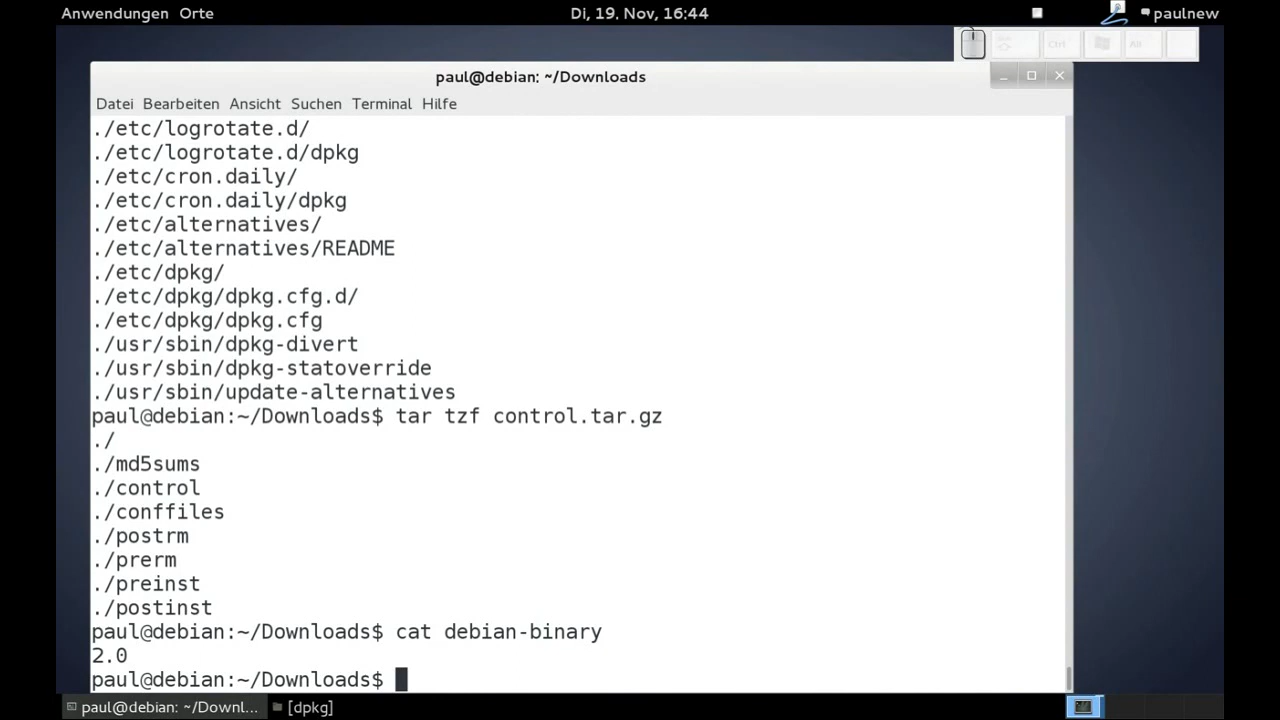 Anwendungen Orte
Di, 19. Nov, 16:44
paulnew
Ctrl
Alt
paul@debian: ~/Downloads
Datei Bearbeiten Ansicht Suchen Terminal Hilfe
./etc/logrotate.d/
./etc/logrotate.d/dpkg
./etc/cron.daily/
./etc/cron.daily/dpkg
./etc/alternatives/
./etc/alternatives/README
./etc/dpkg/
./etc/dpkg/dpkg.cfg.d/
./etc/dpkg/dpkg.cfg
./usr/sbin/dpkg-divert
./usr/sbin/dpkg-statoverride
./usr/sbin/update-alternatives
paul@debian:~/Downloads$ tar tzf control.tar.gz
./
./md5sums
./control
./conffiles
./postrm
./prerm
./preinst
./postinst
paul@debian:~/Downloads$ cat debian-binary
2.0
paul@debian:~/Downloads$
paul@debian: ~/Downl... [dpkg]